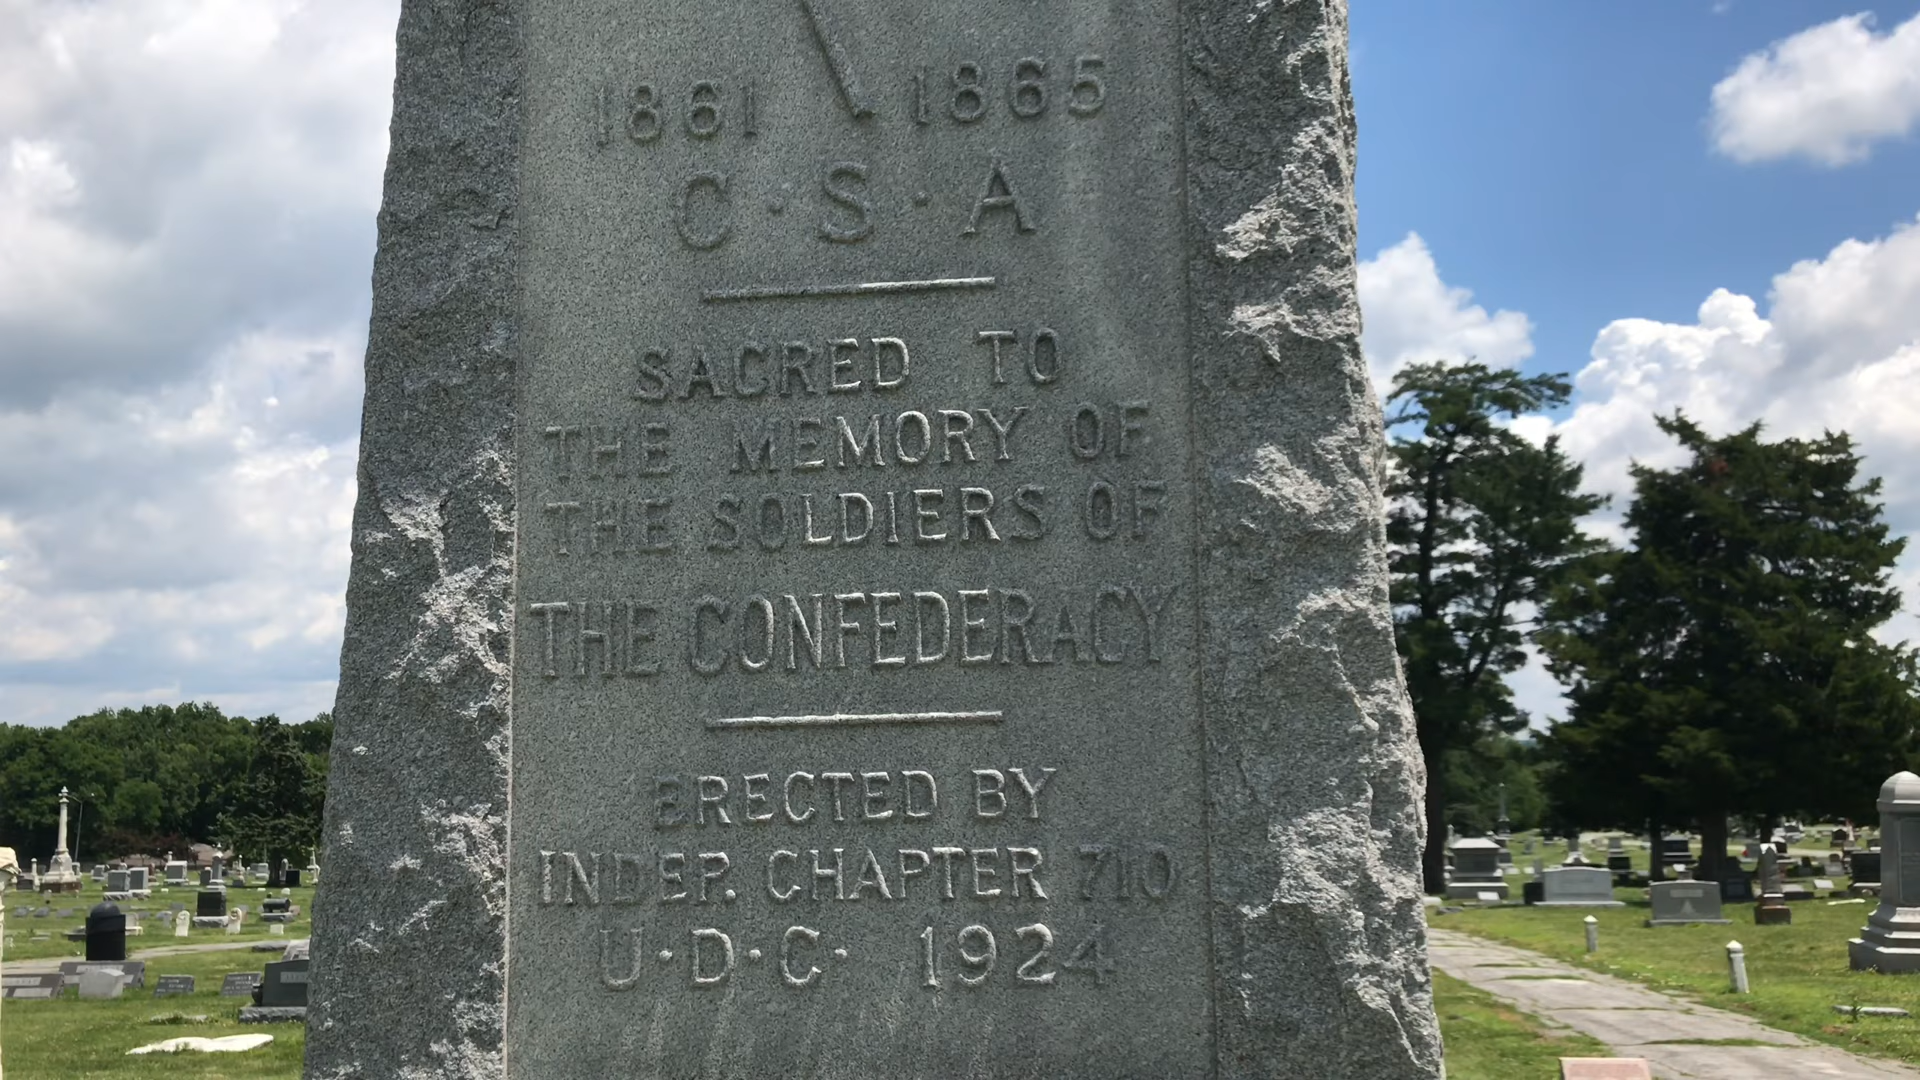 1861 1865
C·S·A
SACRED TO
THE MEMORY OF
THE SOLDIERS OF
THE CONFEDERACY
ERECTED BY
INDEP. CHAPTER 710
U·D·C· 1924